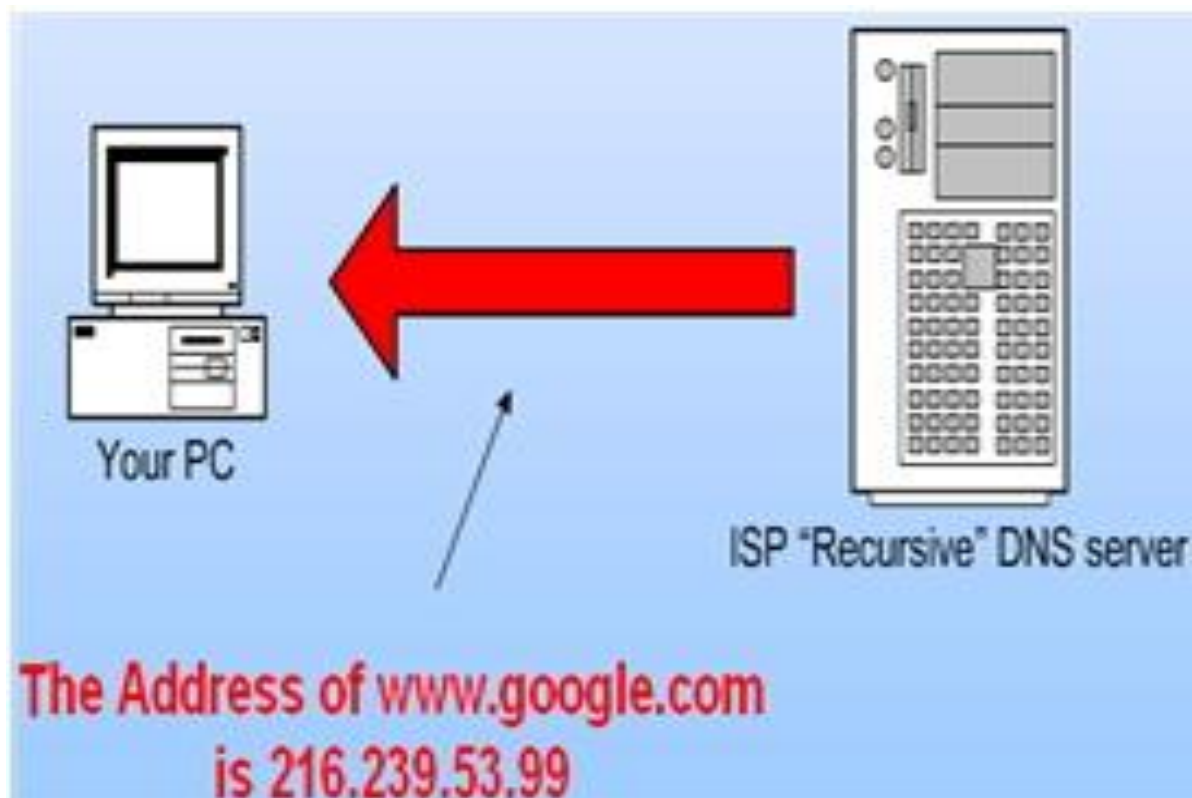 Your PC
ISP “Recursive” DNS server
The Address of www.google.com
is 216.239.53.99